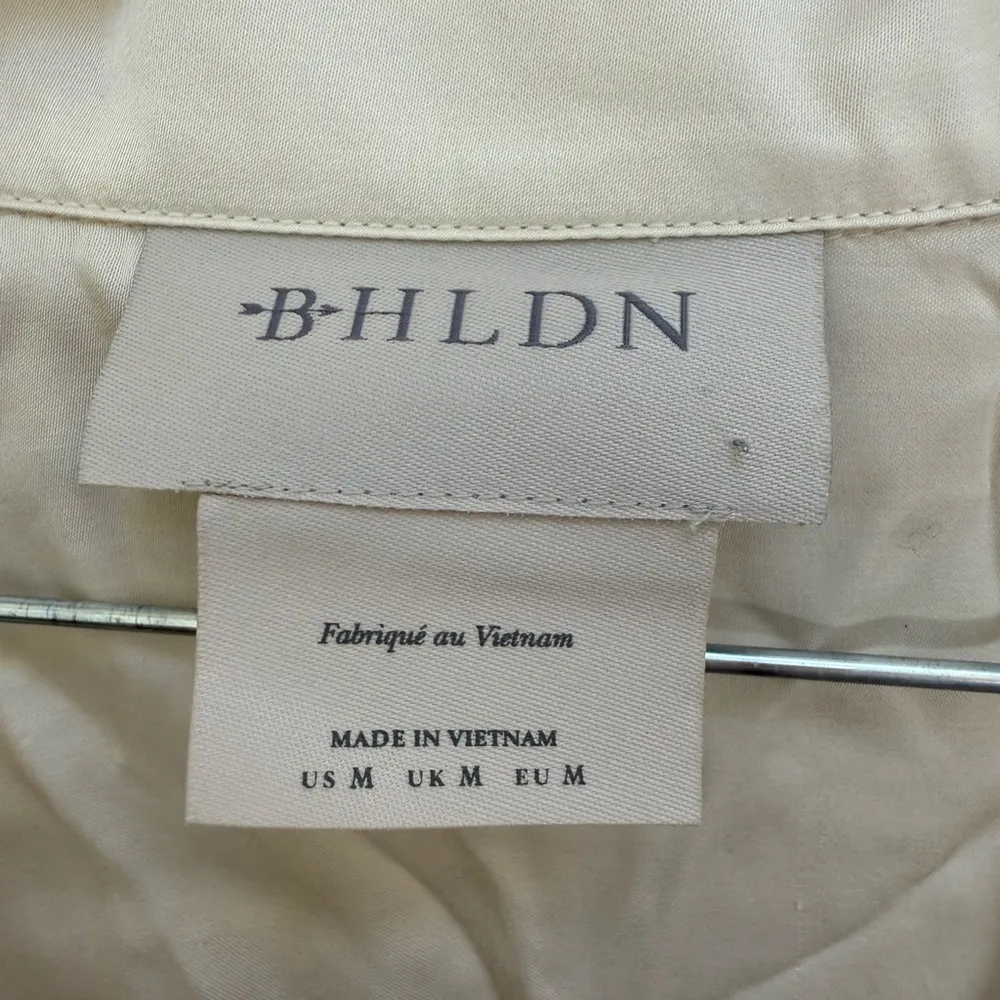 BHLDN
Fabriqué au Vietnam
MADE IN VIETNAM
US M UK M EU M